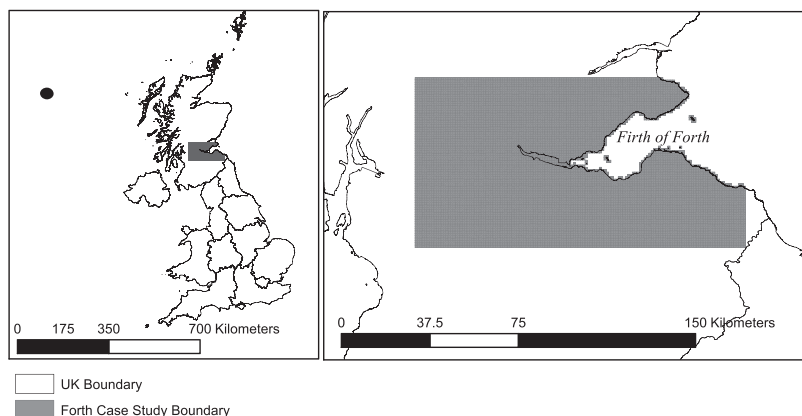 Firth of Forth
0 175 350 700 Kilometers
0 37.5 75 150 Kilometers
UK Boundary
Forth Case Study Boundary